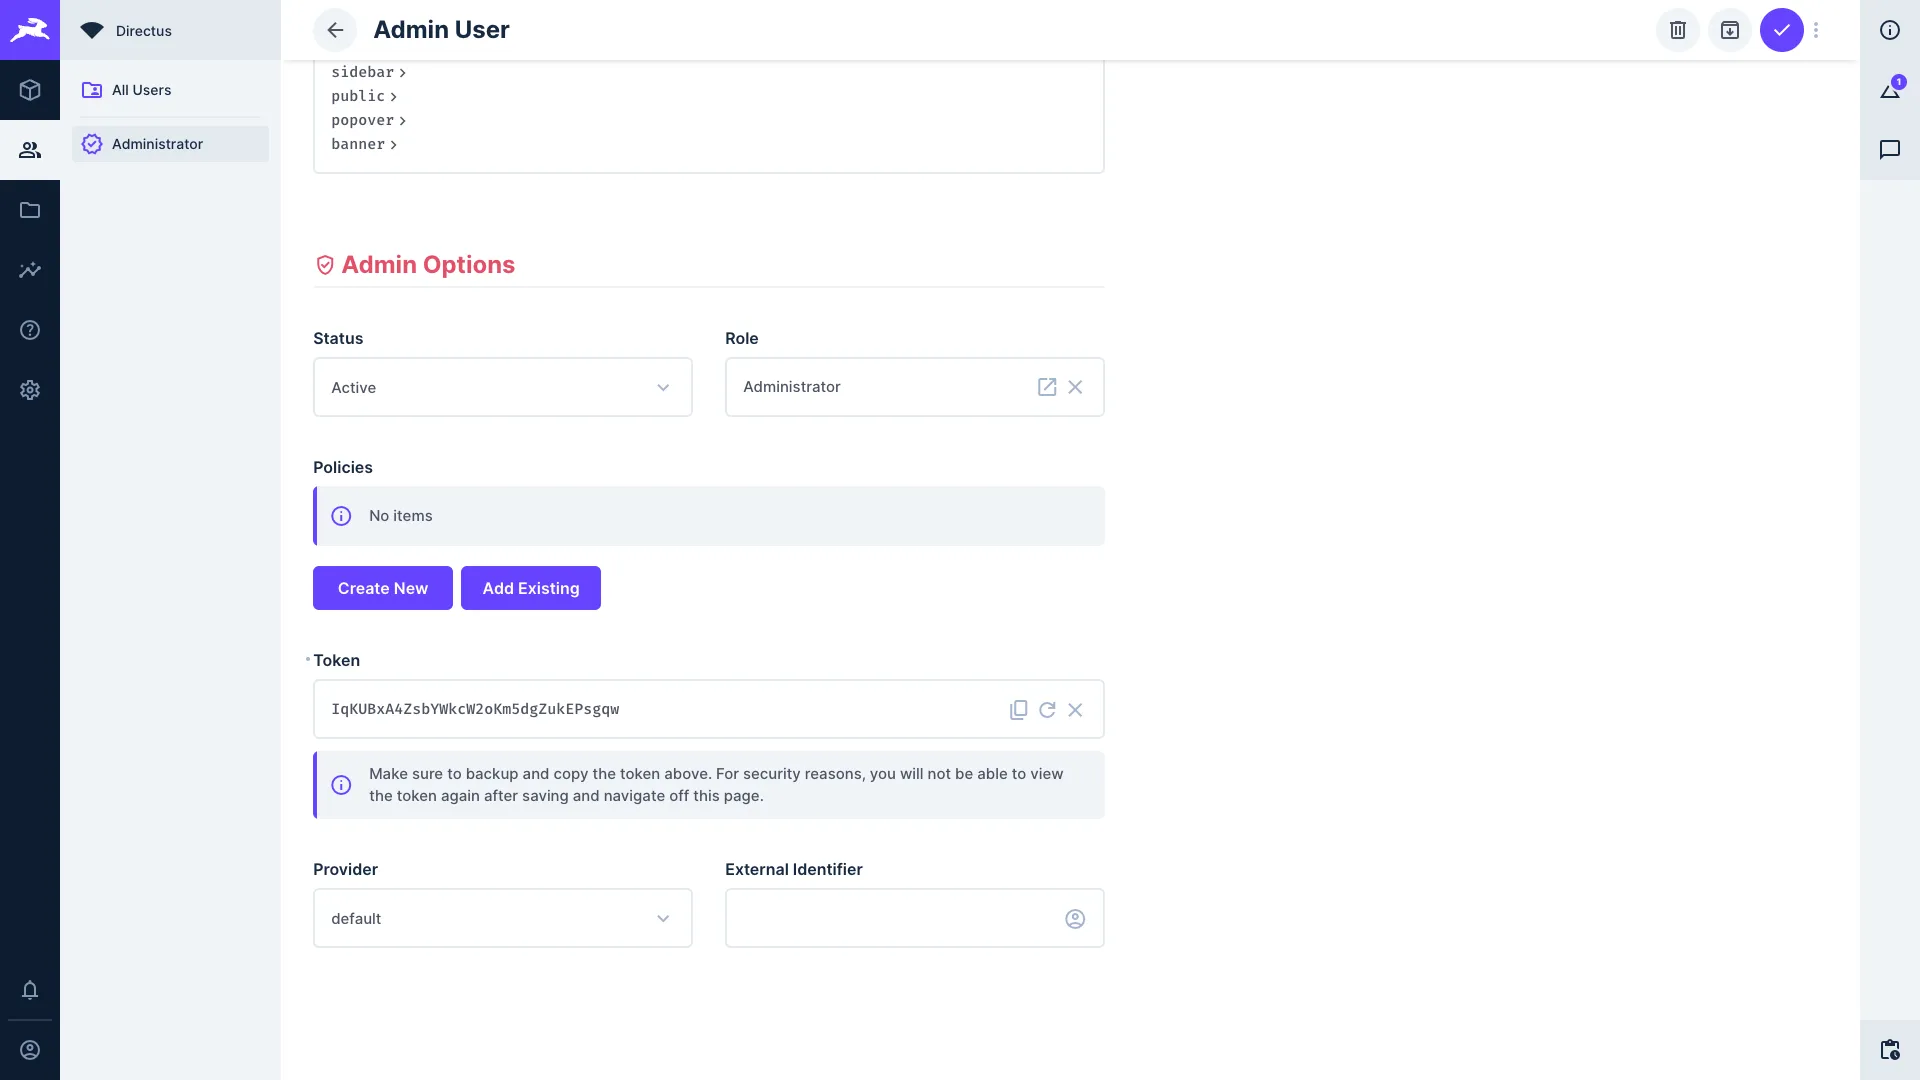 Directus
Admin User
1
All Users
Administrator
sidebar
public
popover
banner
Admin Options
Status
Role
Active
Administrator
Policies
No items
Create New
Add Existing
Token
IqKUBxA4ZsbYWkcW2oKm5dgZukEPsgqw
Make sure to backup and copy the token above. For security reasons, you will not be able to view
the token again after saving and navigate off this page.
Provider
External Identifier
default